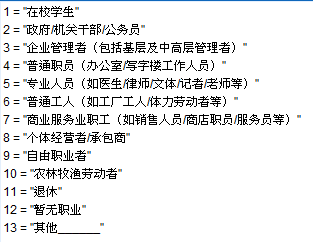 1 = "在校学生"
2 = "政府/机关干部/公务员"
3 = "企业管理者（包括基层及中高层管理者）"
4 = "普通职员（办公室/写字楼工作人员）"
5 = "专业人员（如医生/律师/文体/记者/老师等）"
6 = "普通工人（如工厂工人/体力劳动者等）"
7 = "商业服务业职工（如销售人员/商店职员/服务员等）"
8 = "个体经营者/承包商"
9 = "自由职业者"
10 = "农林牧渔劳动者"
11 = "退休"
12 = "暂无职业"
13 = "其他______"